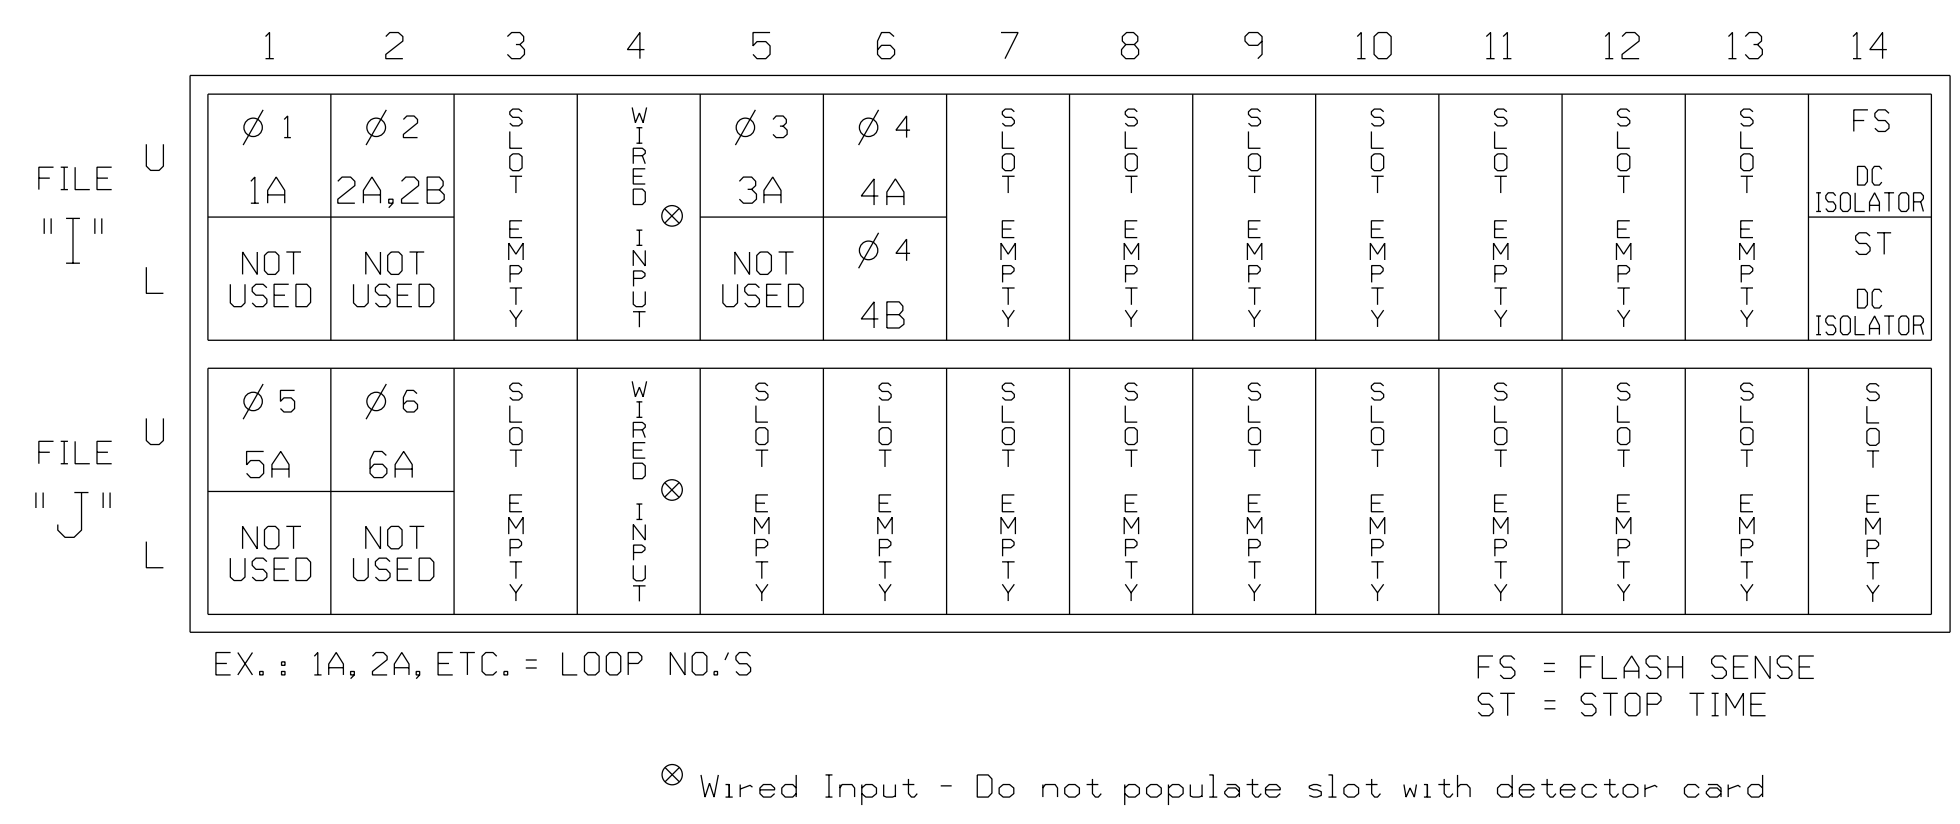 1 2 3 4 5 6 7 8 9 10 11 12 13 14
FILE "I"
U
L
Ø 1
1A
NOT USED
Ø 2
2A,2B
NOT USED
SLOT EMPTY
WIRED INPUT ⊗
Ø 3
3A
NOT USED
Ø 4
4A
Ø 4
4B
SLOT EMPTY
SLOT EMPTY
SLOT EMPTY
SLOT EMPTY
SLOT EMPTY
SLOT EMPTY
SLOT EMPTY
FS
DC
ISOLATOR
ST
DC
ISOLATOR
FILE "J"
U
L
Ø 5
5A
NOT USED
Ø 6
6A
NOT USED
SLOT EMPTY
WIRED INPUT ⊗
SLOT EMPTY
SLOT EMPTY
SLOT EMPTY
SLOT EMPTY
SLOT EMPTY
SLOT EMPTY
SLOT EMPTY
SLOT EMPTY
SLOT EMPTY
SLOT EMPTY
EX.: 1A, 2A, ETC. = LOOP NO.'S
FS = FLASH SENSE
ST = STOP TIME
⊗ Wired Input - Do not populate slot with detector card